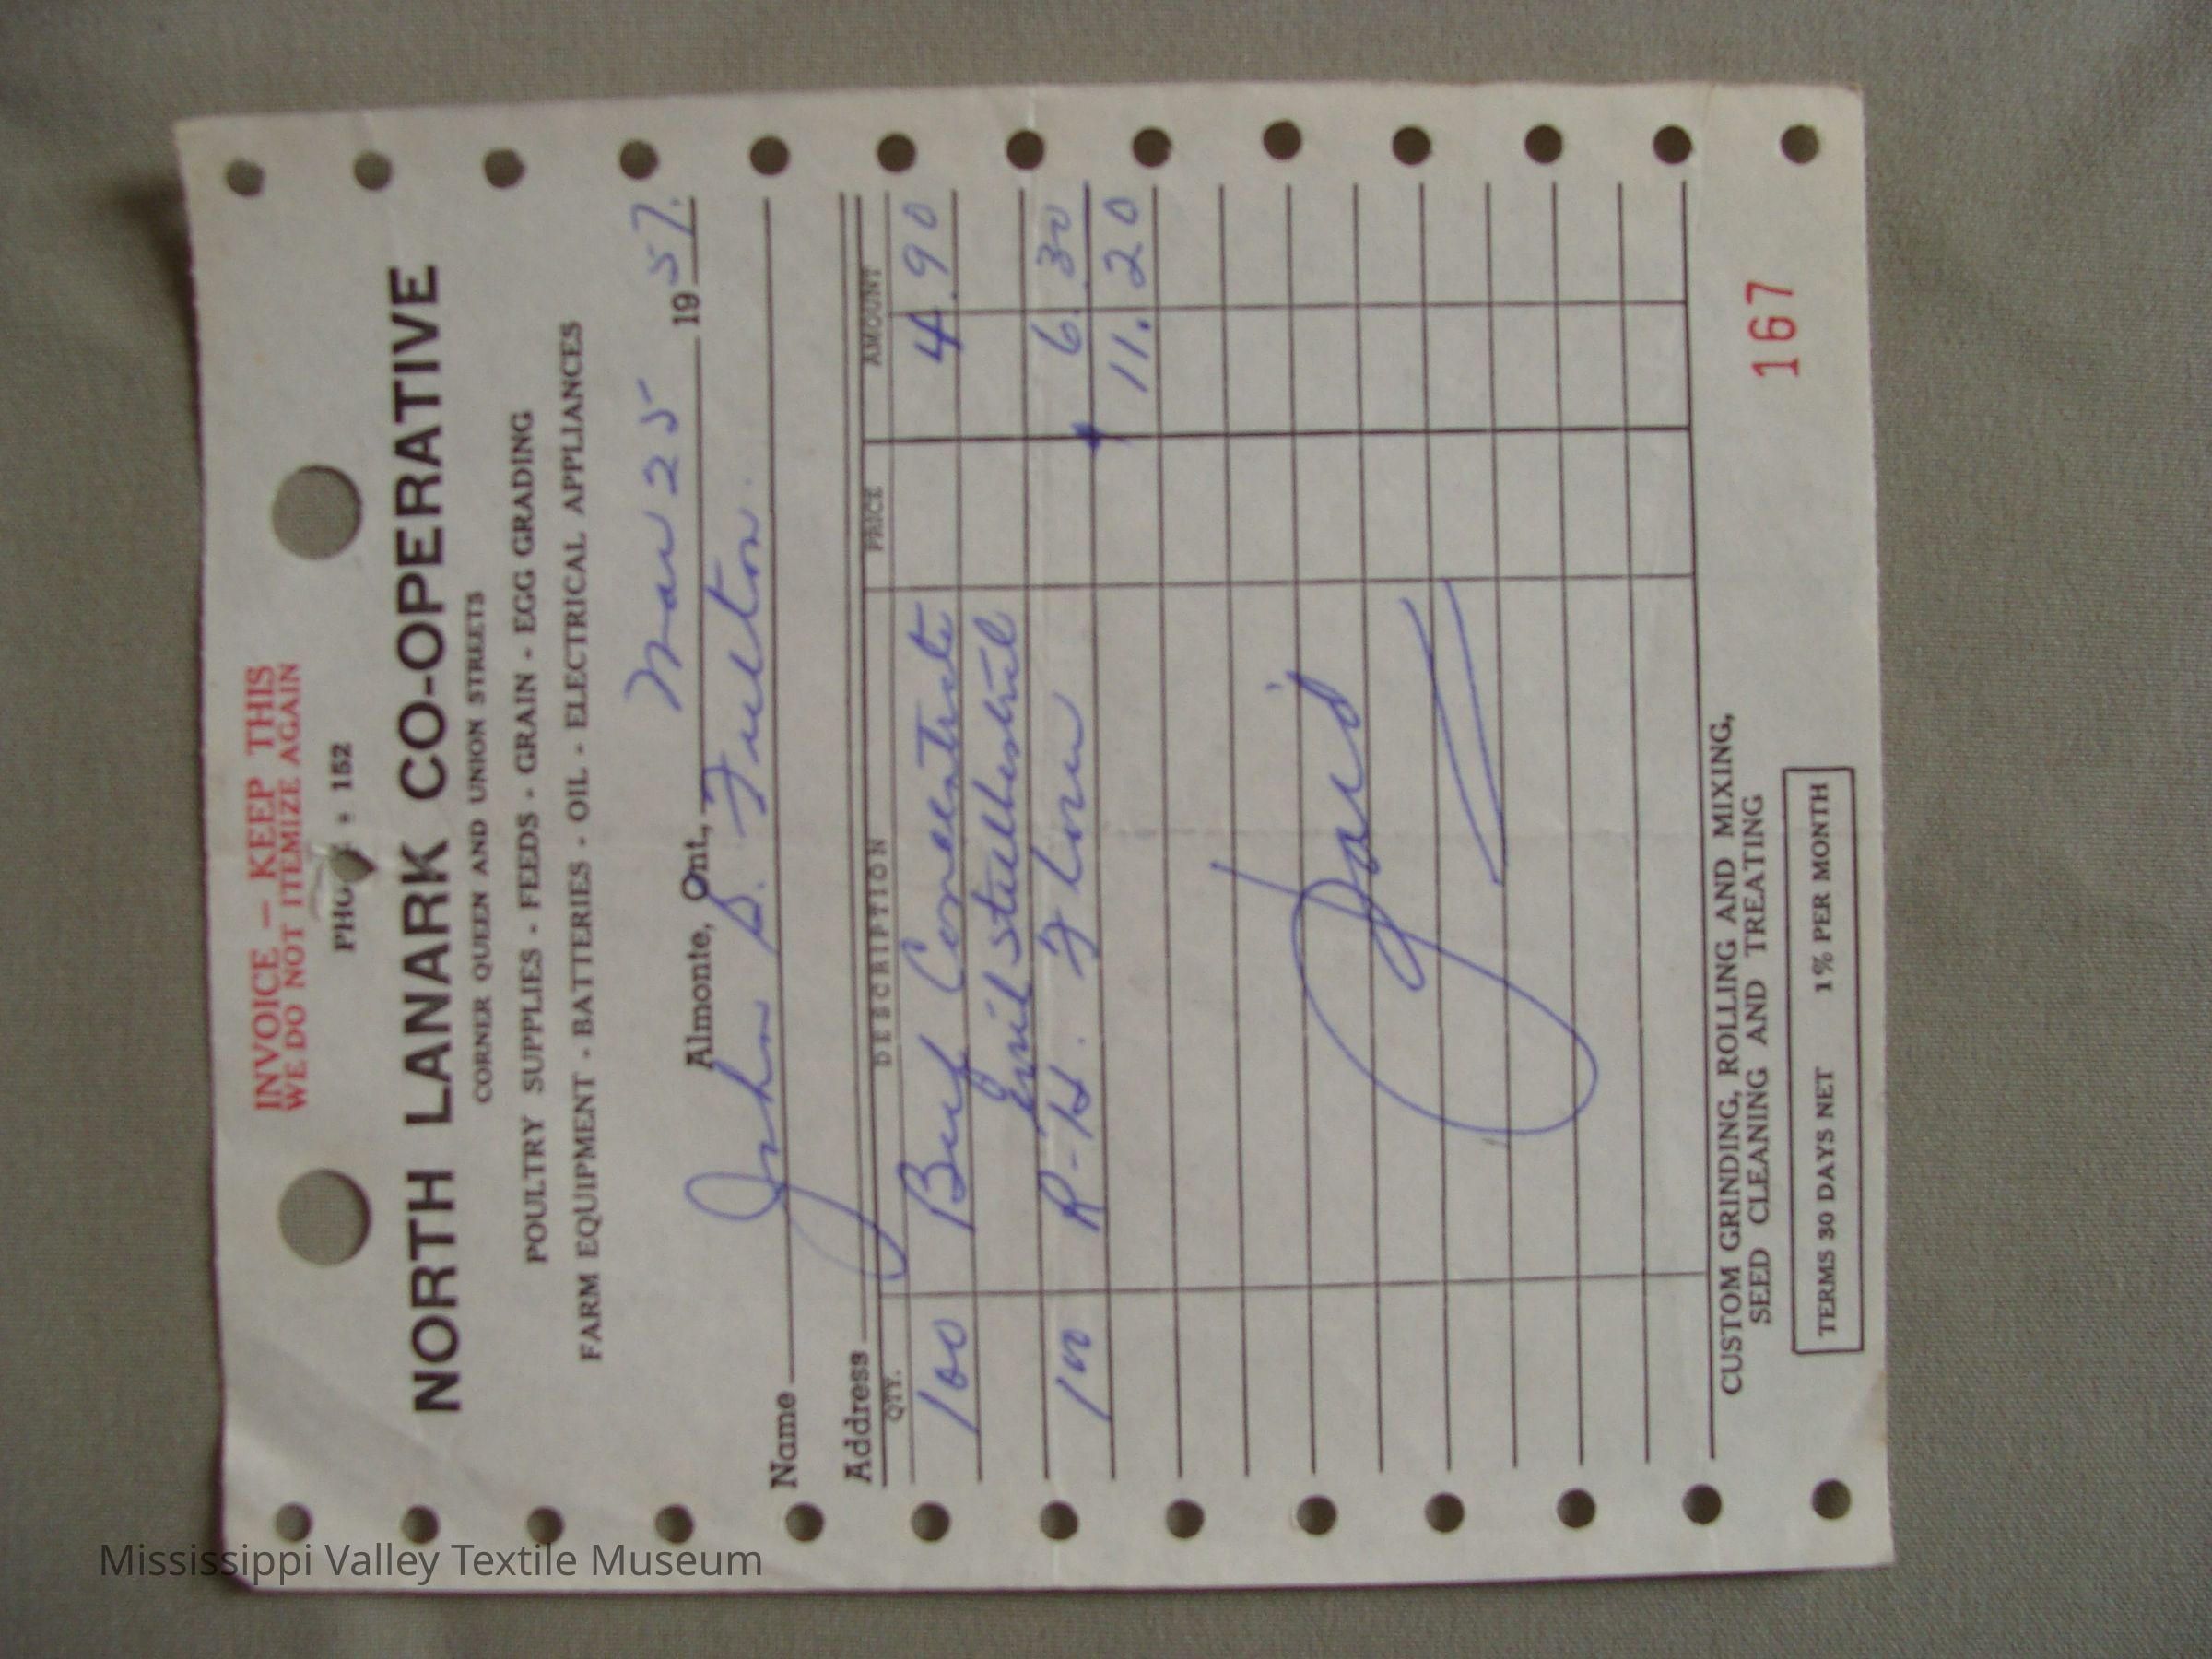 INVOICE — KEEP THIS
WE DO NOT ITEMIZE AGAIN
152
NORTH LANARK CO-OPERATIVE
CORNER QUEEN AND UNION STREETS
POULTRY SUPPLIES - FEEDS - GRAIN - EGG GRADING
FARM EQUIPMENT - BATTERIES - OIL - ELECTRICAL APPLIANCES
Almonte, Ont., Mar 25 1957.
Name John S. Fulton.
Address
QTY. DESCRIPTION PRICE AMOUNT
100 Beef Concentrate 4.90
stillbestril
100 R-H. Flour 6.30
11.20
Paid
CUSTOM GRINDING, ROLLING AND MIXING,
SEED CLEANING AND TREATING
167
TERMS 30 DAYS NET 1% PER MONTH
Mississippi Valley Textile Museum